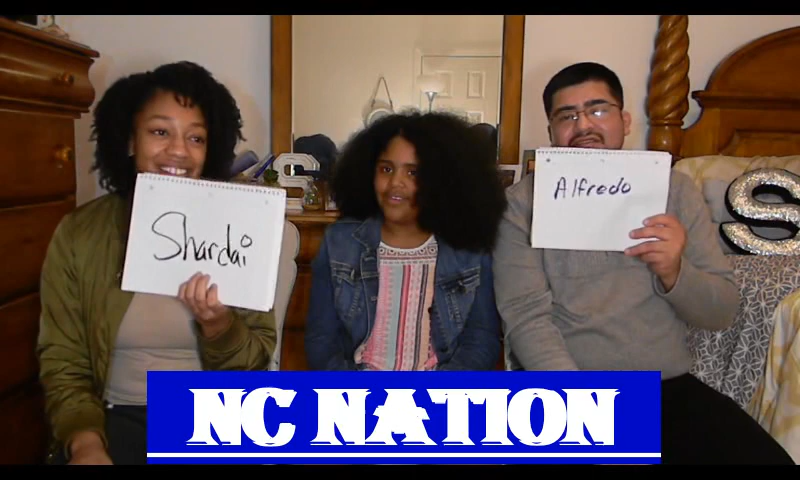 Shardai
Alfredo
S
S
NC NATION